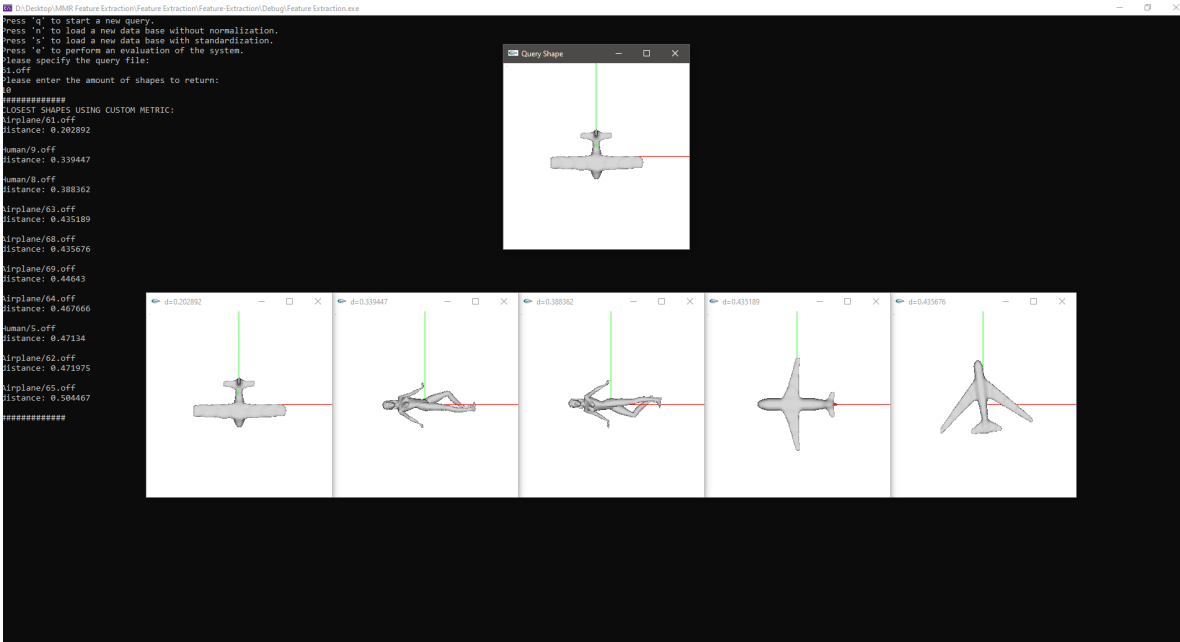 D:\Desktop\MMR Feature Extraction\Feature Extraction\Feature-Extraction\Debug\Feature Extraction.exe
Press 'q' to start a new query.
Press 'n' to load a new data base without normalization.
Press 's' to load a new data base with standardization.
Press 'e' to perform an evaluation of the system.
Please specify the query file:
61.off
Please enter the amount of shapes to return:
10
#############
CLOSEST SHAPES USING CUSTOM METRIC:
Airplane/61.off
distance: 0.202892
Human/9.off
distance: 0.339447
Human/8.off
distance: 0.388362
Airplane/63.off
distance: 0.435189
Airplane/68.off
distance: 0.435676
Airplane/69.off
distance: 0.44643
Airplane/64.off
distance: 0.467666
Human/5.off
distance: 0.47134
Airplane/62.off
distance: 0.471975
Airplane/65.off
distance: 0.504467
#############
Query Shape
d=0.202892
d=0.339447
d=0.388362
d=0.435189
d=0.435676